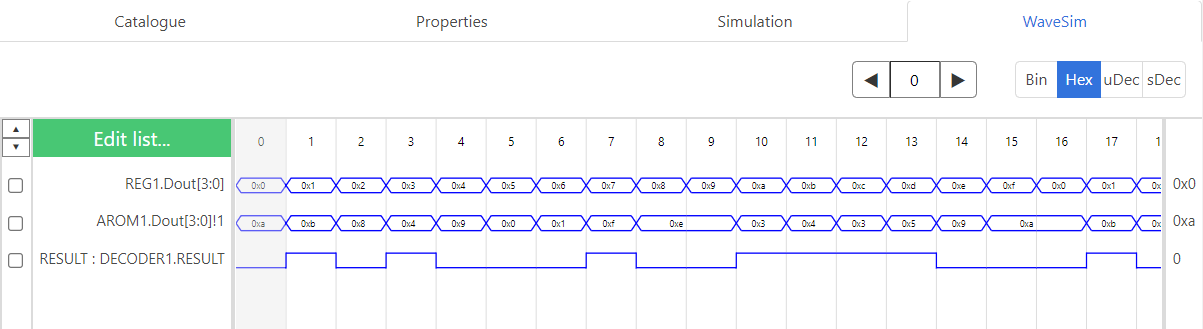 Catalogue Properties Simulation WaveSim
◀ 0 ▶ Bin Hex uDec sDec
▲ ▼ Edit list... 0 1 2 3 4 5 6 7 8 9 10 11 12 13 14 15 16 17 1
REG1.Dout[3:0] 0x0 0x1 0x2 0x3 0x4 0x5 0x6 0x7 0x8 0x9 0xa 0xb 0xc 0xd 0xe 0xf 0x0 0x1 0x 0x0
AROM1.Dout[3:0]!1 0xa 0xb 0x8 0x4 0x9 0x0 0x1 0xf 0xe 0x3 0x4 0x3 0x5 0x9 0xa 0xb 0x 0xa
RESULT : DECODER1.RESULT 0